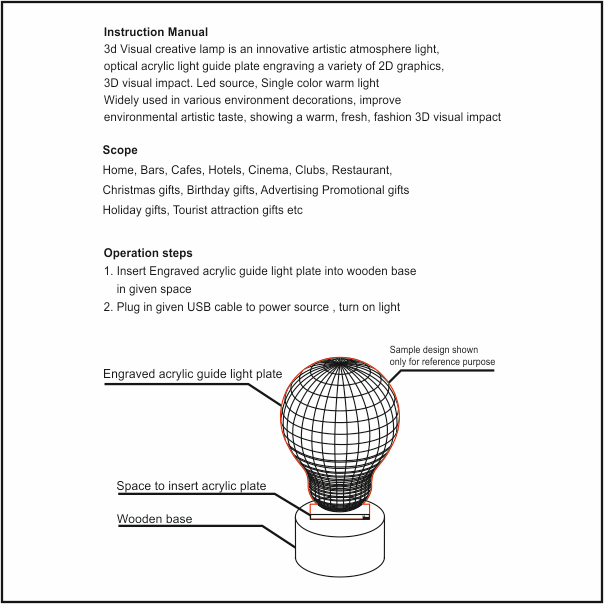 Instruction Manual
3d Visual creative lamp is an innovative artistic atmosphere light,
optical acrylic light guide plate engraving a variety of 2D graphics,
3D visual impact. Led source, Single color warm light
Widely used in various environment decorations, improve
environmental artistic taste, showing a warm, fresh, fashion 3D visual impact
Scope
Home, Bars, Cafes, Hotels, Cinema, Clubs, Restaurant,
Christmas gifts, Birthday gifts, Advertising Promotional gifts
Holiday gifts, Tourist attraction gifts etc
Operation steps
1. Insert Engraved acrylic guide light plate into wooden base
in given space
2. Plug in given USB cable to power source , turn on light
Sample design shown
only for reference purpose
Engraved acrylic guide light plate
Space to insert acrylic plate
Wooden base